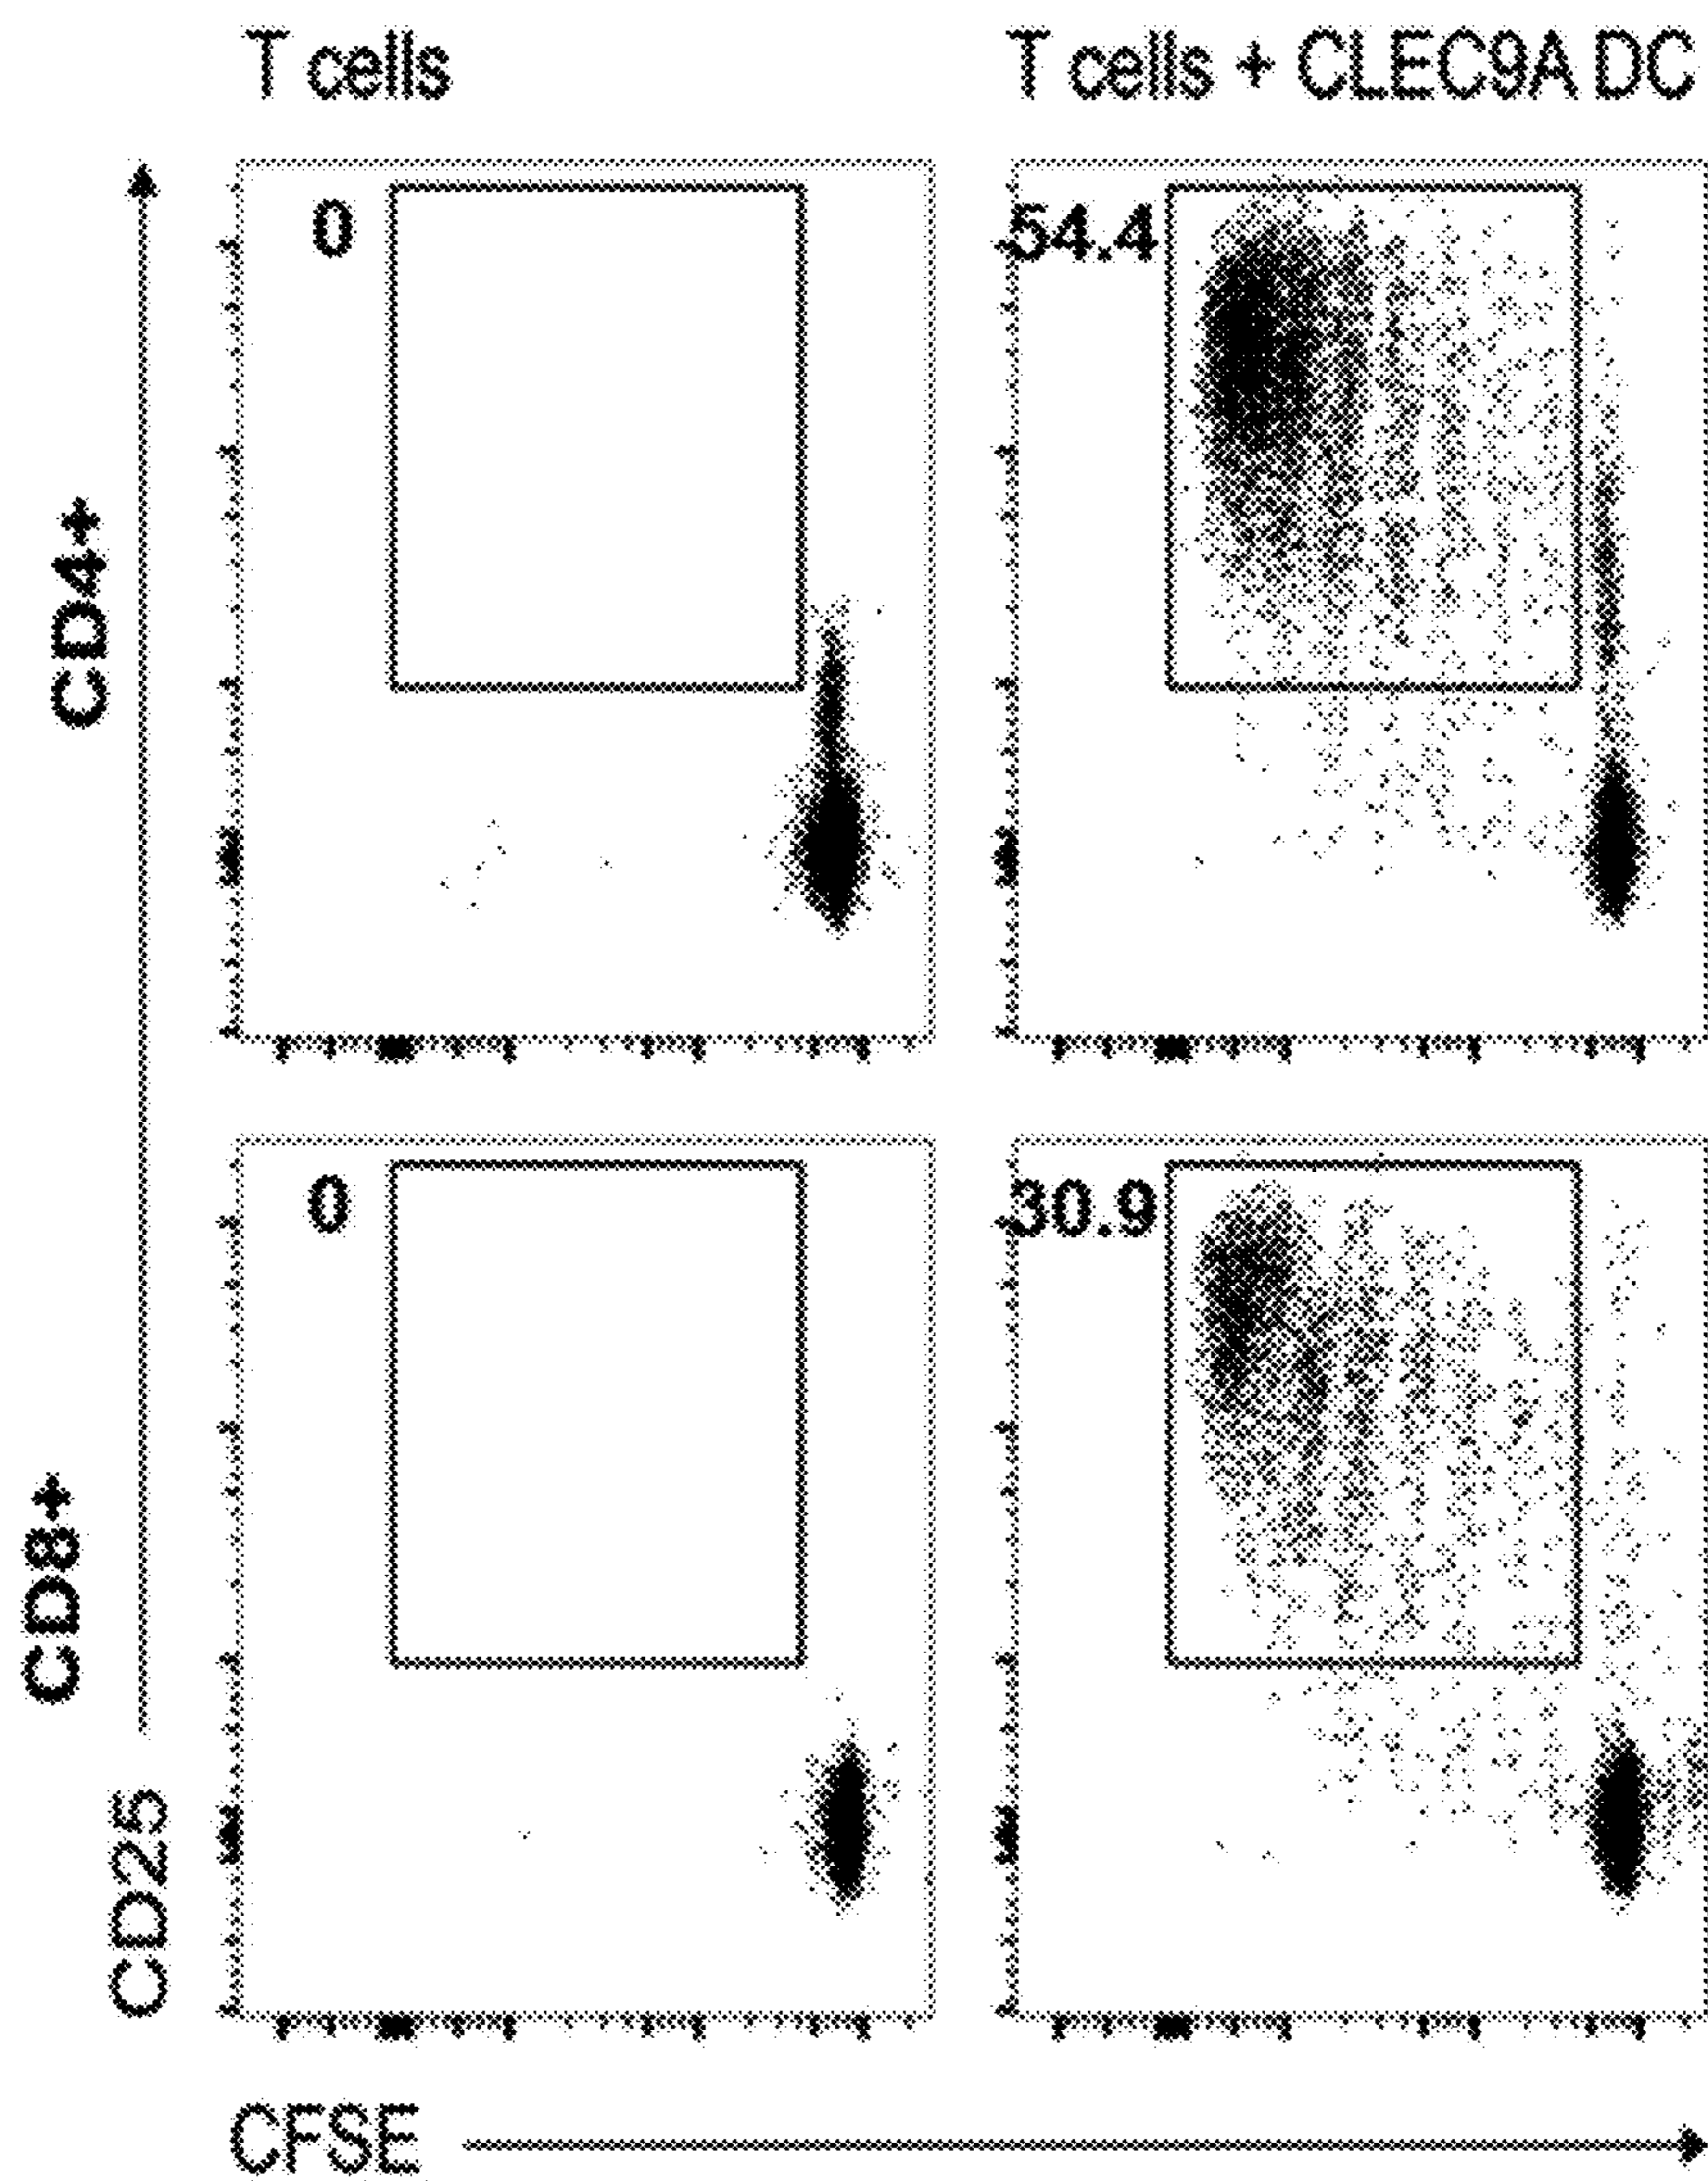 T cells
T cells + CLEC9A DC
CD4+
0
54.4
CD8+
0
30.9
CD25
CFSE